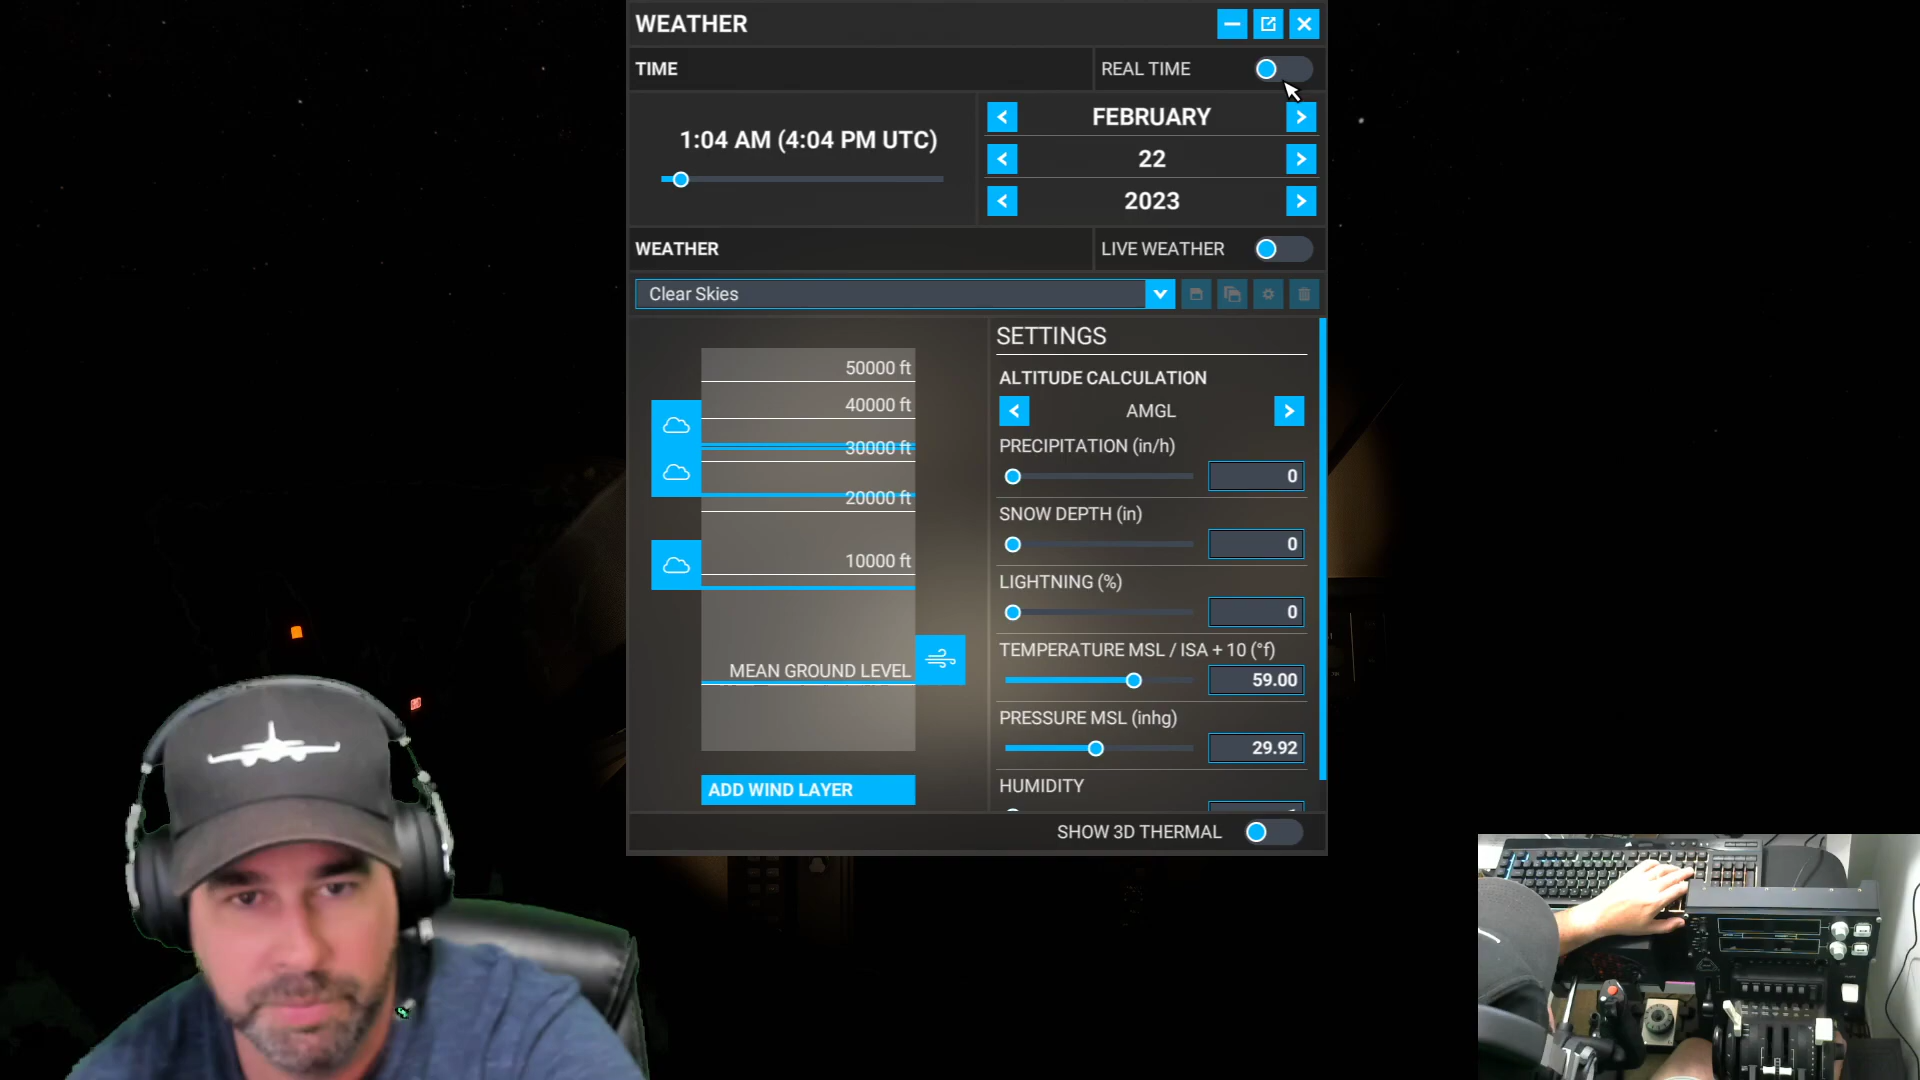 WEATHER
TIME
REAL TIME
1:04 AM (4:04 PM UTC)
FEBRUARY
22
2023
WEATHER
LIVE WEATHER
Clear Skies
50000 ft
40000 ft
30000 ft
20000 ft
10000 ft
MEAN GROUND LEVEL
ADD WIND LAYER
SETTINGS
ALTITUDE CALCULATION
AMGL
PRECIPITATION (in/h)
0
SNOW DEPTH (in)
0
LIGHTNING (%)
0
TEMPERATURE MSL / ISA + 10 (°f)
59.00
PRESSURE MSL (inhg)
29.92
HUMIDITY
SHOW 3D THERMAL